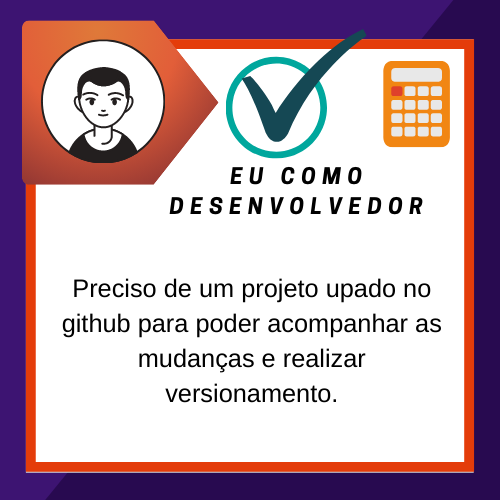 EU COMO
DESENVOLVEDOR
Preciso de um projeto upado no
github para poder acompanhar as
mudanças e realizar
versionamento.